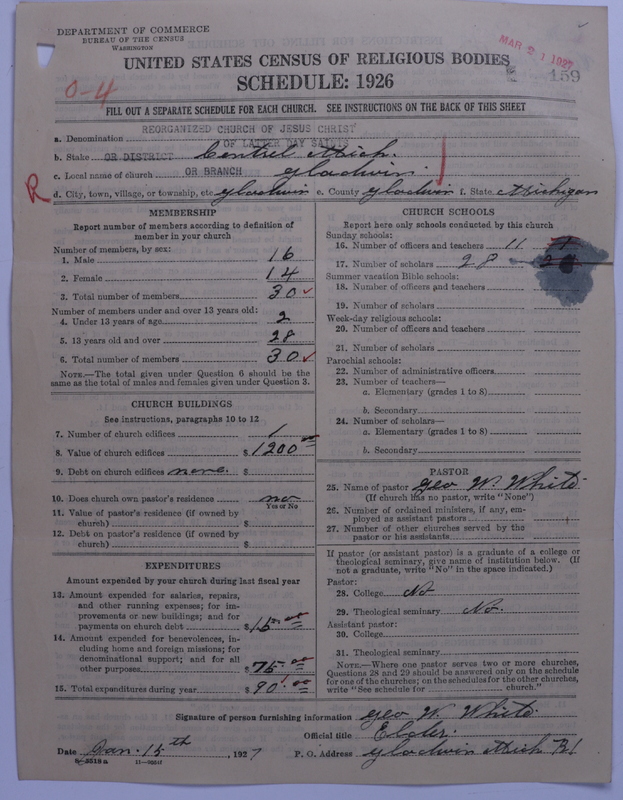 DEPARTMENT OF COMMERCE
BUREAU OF THE CENSUS
WASHINGTON
MAR 21 1927
UNITED STATES CENSUS OF RELIGIOUS BODIES
SCHEDULE: 1926
159
0-4
FILL OUT A SEPARATE SCHEDULE FOR EACH CHURCH. SEE INSTRUCTIONS ON THE BACK OF THIS SHEET
REORGANIZED CHURCH OF JESUS CHRIST
a. Denomination OF LATTER DAY SAINTS
b. Stake OR DISTRICT Central Mich.
c. Local name of church OR BRANCH Gladwin
R
d. City, town, village, or township, etc Gladwin e. County Gladwin f. State Michigan
MEMBERSHIP
Report number of members according to definition of
member in your church
Number of members, by sex:
1. Male 16
2. Female 14
3. Total number of members 30 ✓
Number of members under and over 13 years old:
4. Under 13 years of age 2
5. 13 years old and over 28
6. Total number of members 30 ✓
NOTE.—The total given under Question 6 should be the
same as the total of males and females given under Question 3.
CHURCH BUILDINGS
See instructions, paragraphs 10 to 12
7. Number of church edifices 1
8. Value of church edifices $ 1200 00
9. Debt on church edifices none. $
10. Does church own pastor's residence no
Yes or No
11. Value of pastor's residence (if owned by
church) $
12. Debt on pastor's residence (if owned by
church) $
EXPENDITURES
Amount expended by your church during last fiscal year
13. Amount expended for salaries, repairs,
and other running expenses; for im-
provements or new buildings; and for
payments on church debt $ 15.00
14. Amount expended for benevolences, in-
cluding home and foreign missions; for
denominational support; and for all
other purposes $ 75.00
15. Total expenditures during year $ 90.00
CHURCH SCHOOLS
Report here only schools conducted by this church
Sunday schools:
16. Number of officers and teachers 11
17. Number of scholars 28
Summer vacation Bible schools:
18. Number of officers and teachers
19. Number of scholars
Week-day religious schools:
20. Number of officers and teachers
21. Number of scholars
Parochial schools:
22. Number of administrative officers
23. Number of teachers—
a. Elementary (grades 1 to 8)
b. Secondary
24. Number of scholars—
a. Elementary (grades 1 to 8)
b. Secondary
PASTOR
25. Name of pastor Geo W. White
(If church has no pastor, write "None")
26. Number of ordained ministers, if any, em-
ployed as assistant pastors
27. Number of other churches served by the
pastor or his assistants
If pastor (or assistant pastor) is a graduate of a college or
theological seminary, give name of institution below. (If
not a graduate, write "No" in the space indicated.)
Pastor:
28. College No
29. Theological seminary No.
Assistant pastor:
30. College
31. Theological seminary
NOTE.—Where one pastor serves two or more churches,
Questions 28 and 29 should be answered only on the schedule
for one of the churches; on the schedules for the other churches,
write "See schedule for church."
Signature of person furnishing information Geo W. White
Official title Elder.
Date Jan. 15th, 1927 P. O. Address Gladwin Mich R1
8-5518a 11-9041